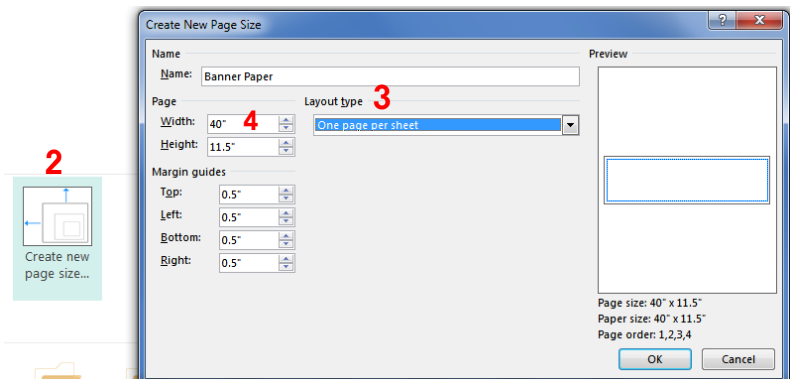 Create New Page Size
? X
Name
Name: Banner Paper
Preview
Page
Width: 40" 4
Height: 11.5"
Layout type 3
One page per sheet
Margin guides
Top: 0.5"
Left: 0.5"
Bottom: 0.5"
Right: 0.5"
2
Create new
page size...
Page size: 40" x 11.5"
Paper size: 40" x 11.5"
Page order: 1,2,3,4
OK Cancel